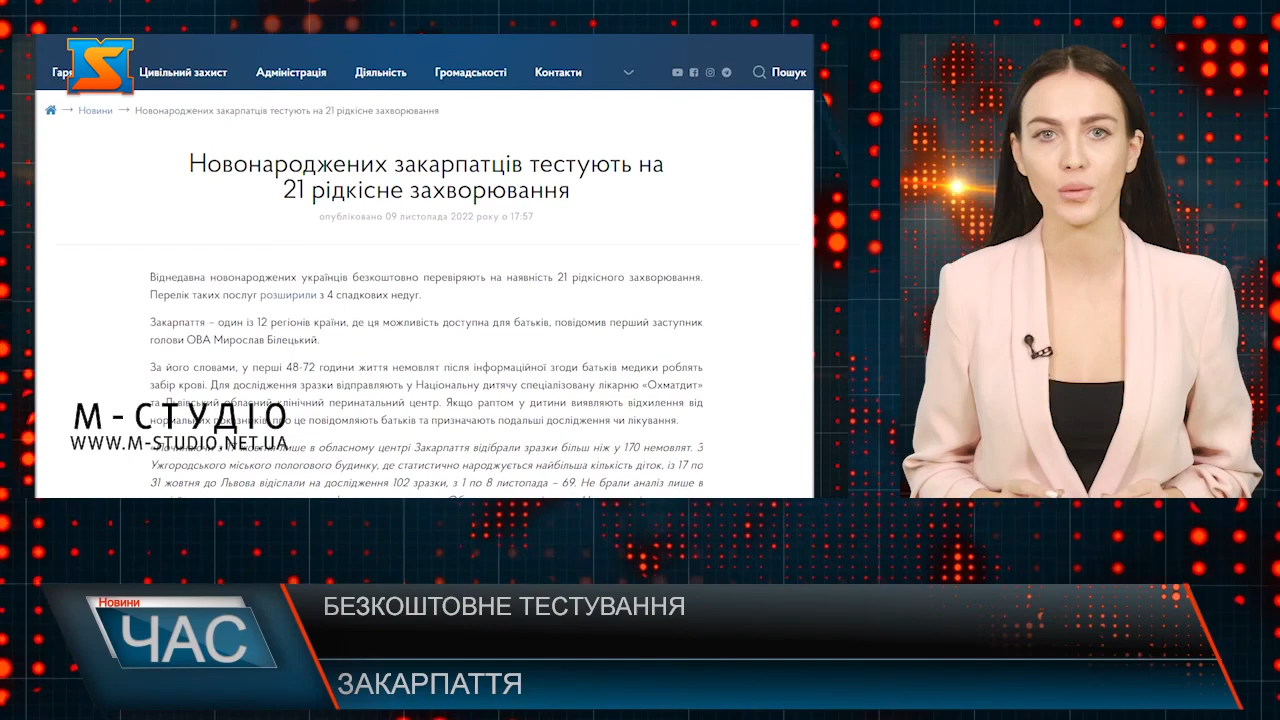 Цивільний захист Адміністрація Діяльність Громадськості Контакти Пошук
Новини → Новонароджених закарпатців тестують на 21 рідкісне захворювання
Новонароджених закарпатців тестують на
21 рідкісне захворювання
опубліковано 09 листопада 2022 року о 17:57
Віднедавна новонароджених українців безкоштовно перевіряють на наявність 21 рідкісного захворювання.
Перелік таких послуг розширили з 4 спадкових недуг.
Закарпаття – один із 12 регіонів країни, де ця можливість доступна для батьків, повідомив перший заступник
голови ОВА Мирослав Білецький.
За його словами, у перші 48-72 години життя немовлят після інформаційної згоди батьків медики роблять
забір крові. Для дослідження зразки відправляють у Національну дитячу спеціалізовану лікарню «Охматдит»
та Львівський обласний клінічний перинатальний центр. Якщо раптом у дитини виявляють відхилення від
це повідомляють батьків та призначають подальші дослідження чи лікування.
лише в обласному центрі Закарпаття відібрали зразки більш ніж у 170 немовлят. З
Ужгородського міського пологового будинку, де статистично народжується найбільша кількість діток, із 17 по
31 жовтня до Львова відіслали на дослідження 102 зразки, з 1 по 8 листопада – 69. Не брали аналіз лише в
М-СТУДІО
WWW.M-STUDIO.NET.UA
Новини
ЧАС
БЕЗКОШТОВНЕ ТЕСТУВАННЯ
ЗАКАРПАТТЯ